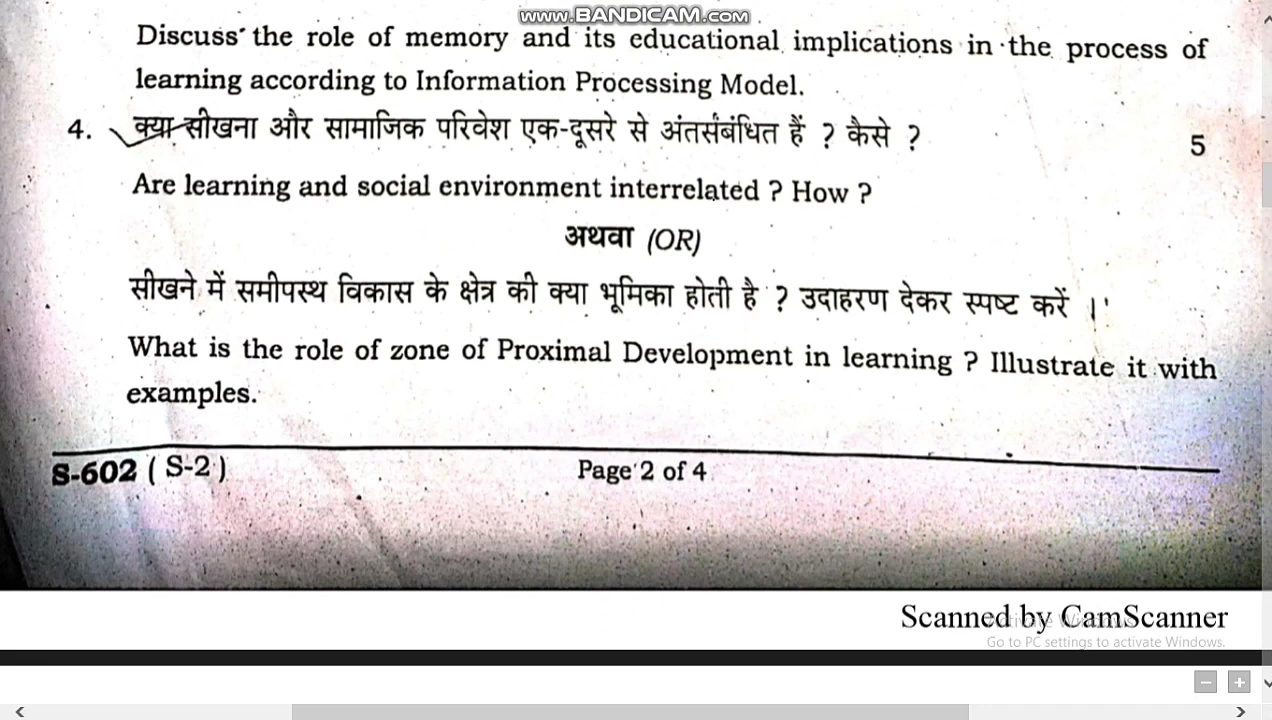 www.BANDICAM.com
Discuss the role of memory and its educational implications in the process of
learning according to Information Processing Model.
4. क्या सीखना और सामाजिक परिवेश एक-दूसरे से अंतर्संबंधित हैं ? कैसे ? 5
Are learning and social environment interrelated ? How ?
अथवा (OR)
सीखने में समीपस्थ विकास के क्षेत्र की क्या भूमिका होती है ? उदाहरण देकर स्पष्ट करें ।
What is the role of zone of Proximal Development in learning ? Illustrate it with
examples.
S-602 ( S-2 ) Page 2 of 4
Scanned by CamScanner
Activate Windows
Go to PC settings to activate Windows.